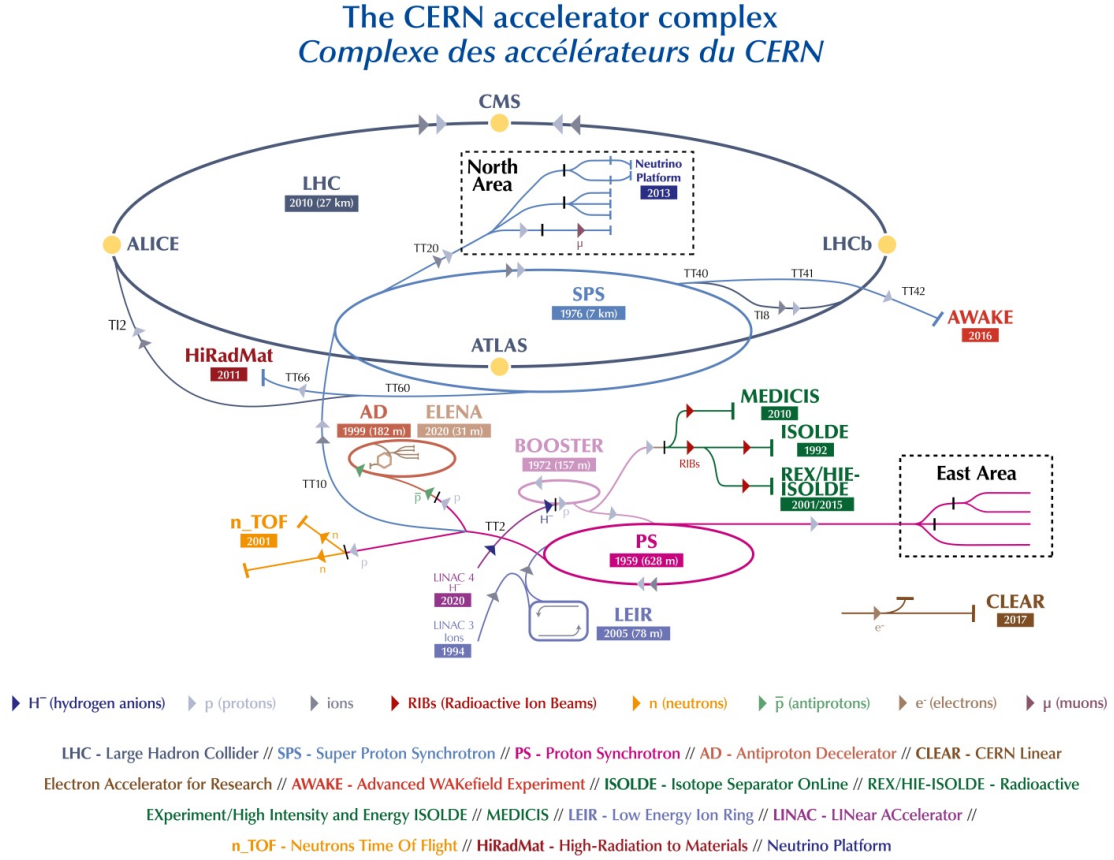 The CERN accelerator complex
Complexe des accélérateurs du CERN
CMS
North
Area
Neutrino
Platform
2013
LHC
2010 (27 km)
μ
ALICE
LHCb
TT20
TT40
TT41
TT42
SPS
1976 (7 km)
TI8
AWAKE
2016
TI2
ATLAS
HiRadMat
2011
TT66
TT60
AD
1999 (182 m)
ELENA
2020 (31 m)
MEDICIS
2010
BOOSTER
1972 (157 m)
ISOLDE
1992
RIBs
REX/HIE-
ISOLDE
2001/2015
East Area
TT10
p̅
p
H⁻
p
n_TOF
2001
n
n
p
TT2
PS
1959 (628 m)
LINAC 4
H⁻
2020
LINAC 3
Ions
1994
LEIR
2005 (78 m)
CLEAR
2017
e⁻
H⁻ (hydrogen anions)
p (protons)
ions
RIBs (Radioactive Ion Beams)
n (neutrons)
p̅ (antiprotons)
e⁻ (electrons)
μ (muons)
LHC - Large Hadron Collider // SPS - Super Proton Synchrotron // PS - Proton Synchrotron // AD - Antiproton Decelerator // CLEAR - CERN Linear
Electron Accelerator for Research // AWAKE - Advanced WAKefield Experiment // ISOLDE - Isotope Separator OnLine // REX/HIE-ISOLDE - Radioactive
EXperiment/High Intensity and Energy ISOLDE // MEDICIS // LEIR - Low Energy Ion Ring // LINAC - LINear ACcelerator //
n_TOF - Neutrons Time Of Flight // HiRadMat - High-Radiation to Materials // Neutrino Platform